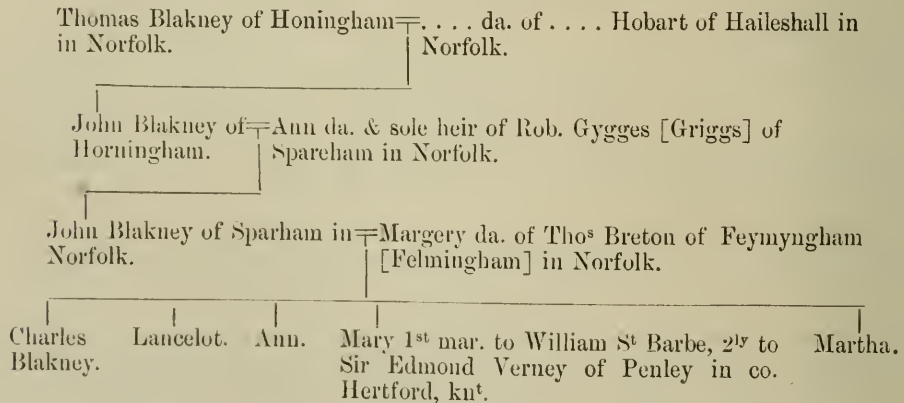 Thomas Blakney of Honingham=. . . . da. of . . . . Hobart of Haileshall in
in Norfolk. Norfolk.
John Blakney of=Ann da. & sole heir of Rob. Gygges [Griggs] of
Horningham. Spareham in Norfolk.
John Blakney of Sparham in=Margery da. of Thoˢ Breton of Feymyngham
Norfolk. [Felmingham] in Norfolk.
Charles Lancelot. Ann. Mary 1ˢᵗ mar. to William Sᵗ Barbe, 2ˡʸ to Martha.
Blakney. Sir Edmond Verney of Penley in co.
Hertford, knᵗ.